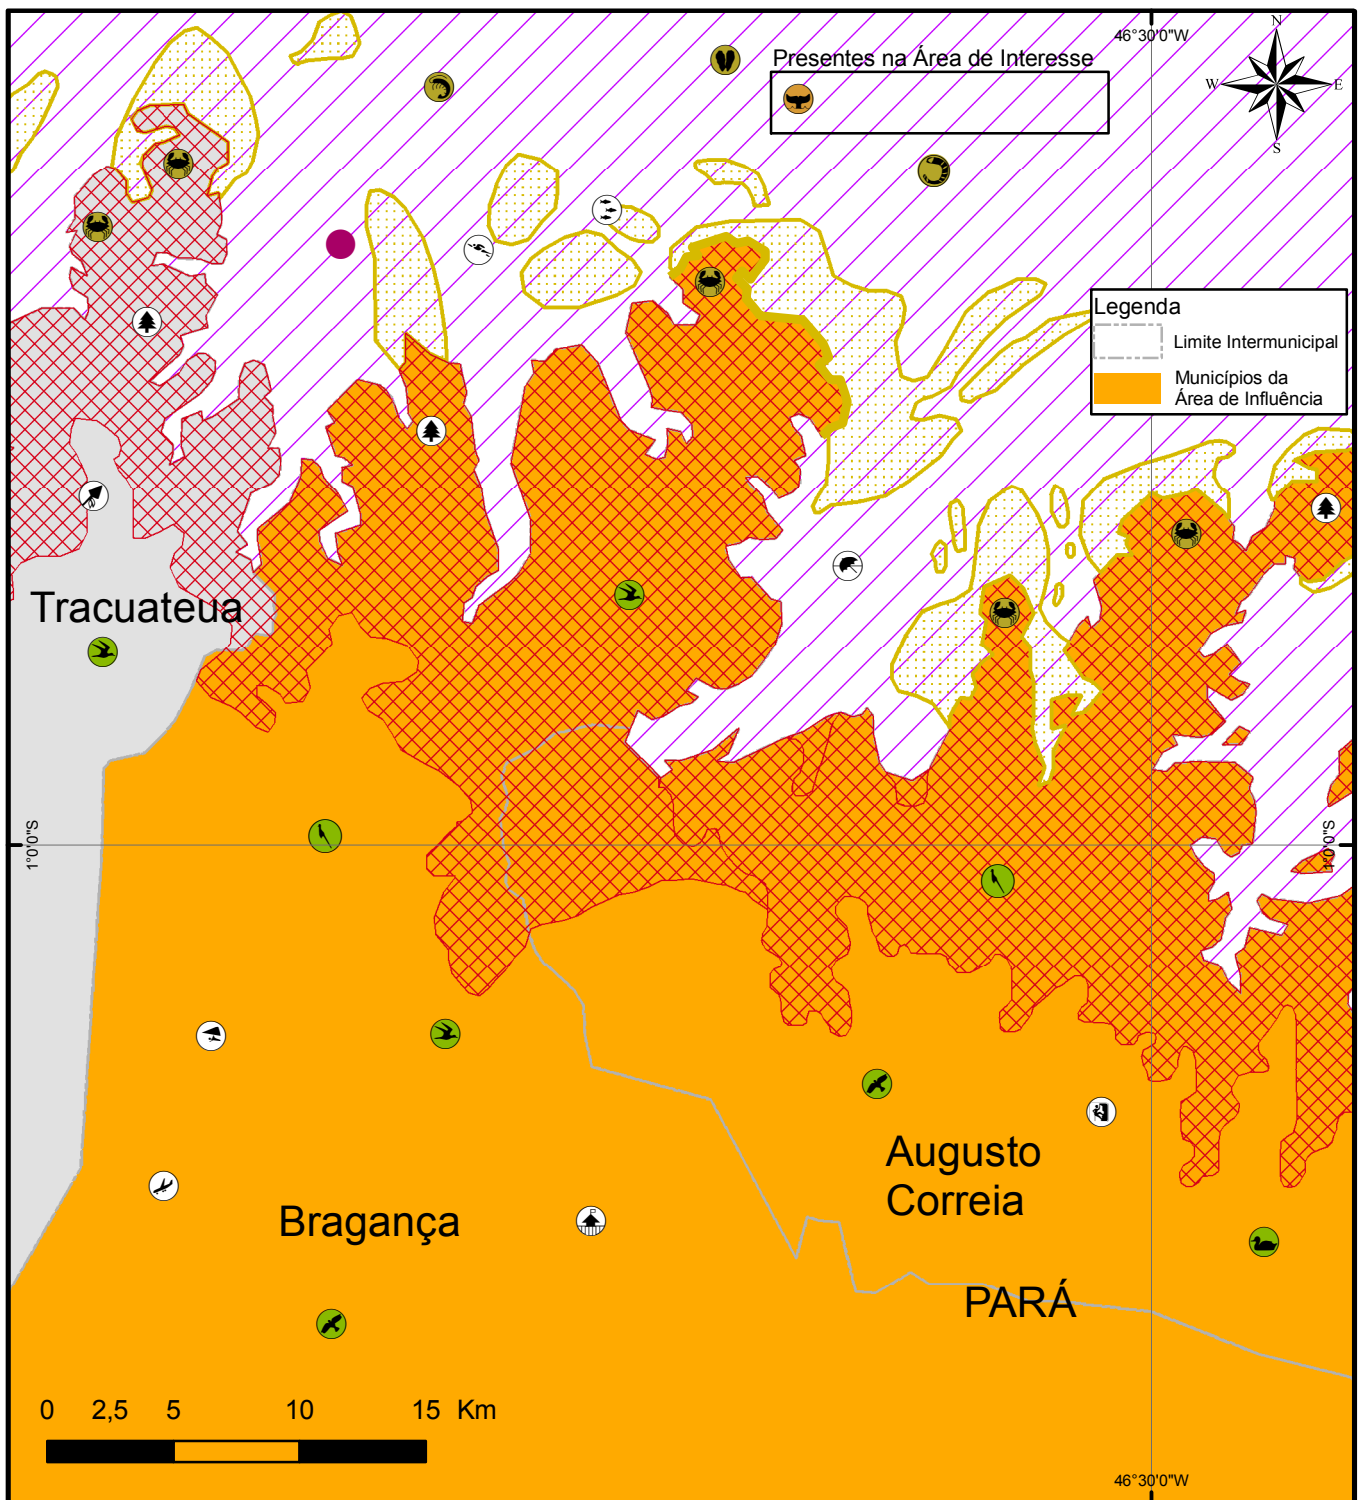 46°30'0"W
Presentes na Área de Interesse
N
W
E
S
Legenda
Limite Intermunicipal
Municípios da
Área de Influência
Tracuateua
1°0'0"S
1°0'0"S
Augusto
Correia
Bragança
PARÁ
0 2,5 5 10 15 Km
46°30'0"W